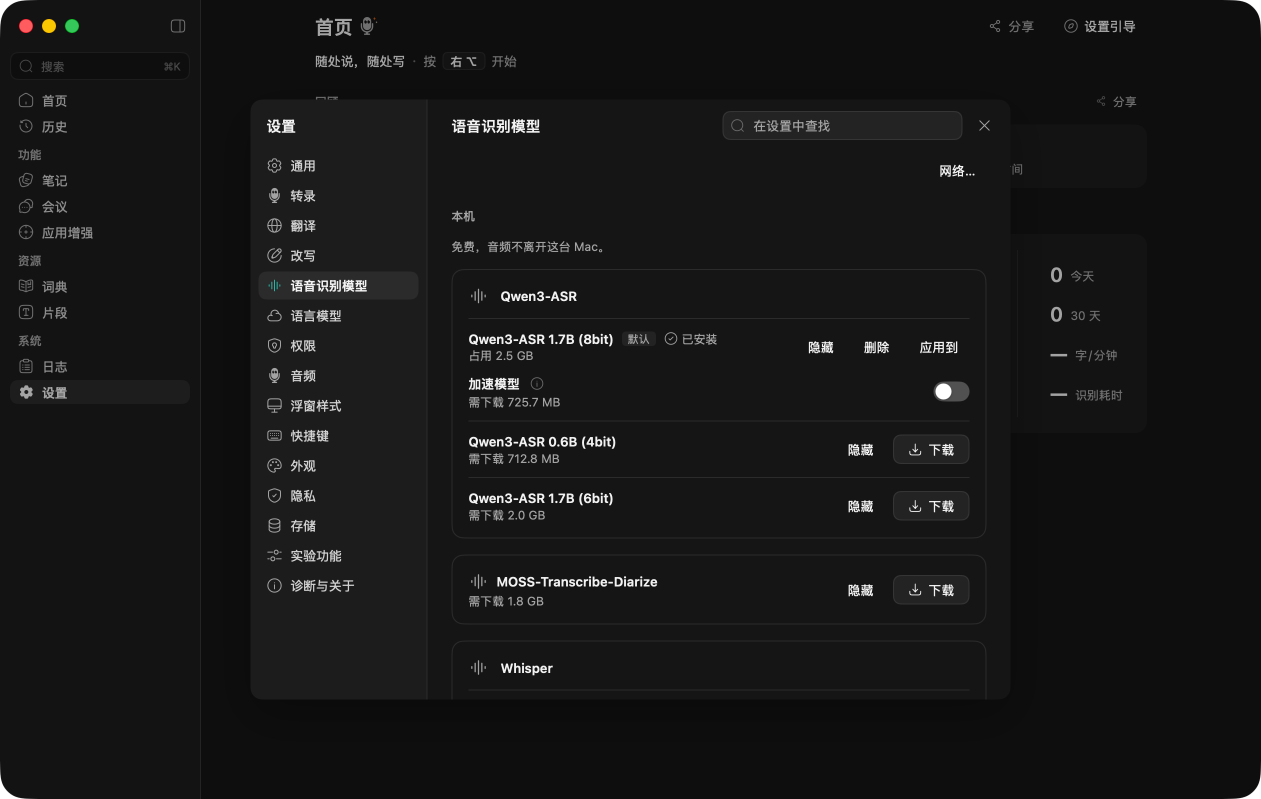 搜索 ⌘K
首页
历史
功能
笔记
会议
应用增强
资源
词典
片段
系统
日志
设置
首页
分享
设置引导
随处说，随处写 · 按 右 ⌥ 开始
分享
间
0 今天
0 30 天
— 字/分钟
— 识别耗时
设置
通用
转录
翻译
改写
语音识别模型
语言模型
权限
音频
浮窗样式
快捷键
外观
隐私
存储
实验功能
诊断与关于
语音识别模型
在设置中查找
网络...
本机
免费，音频不离开这台 Mac。
Qwen3-ASR
Qwen3-ASR 1.7B (8bit) 默认 已安装
占用 2.5 GB
隐藏 删除 应用到
加速模型
需下载 725.7 MB
Qwen3-ASR 0.6B (4bit)
需下载 712.8 MB
隐藏 下载
Qwen3-ASR 1.7B (6bit)
需下载 2.0 GB
隐藏 下载
MOSS-Transcribe-Diarize
需下载 1.8 GB
隐藏 下载
Whisper